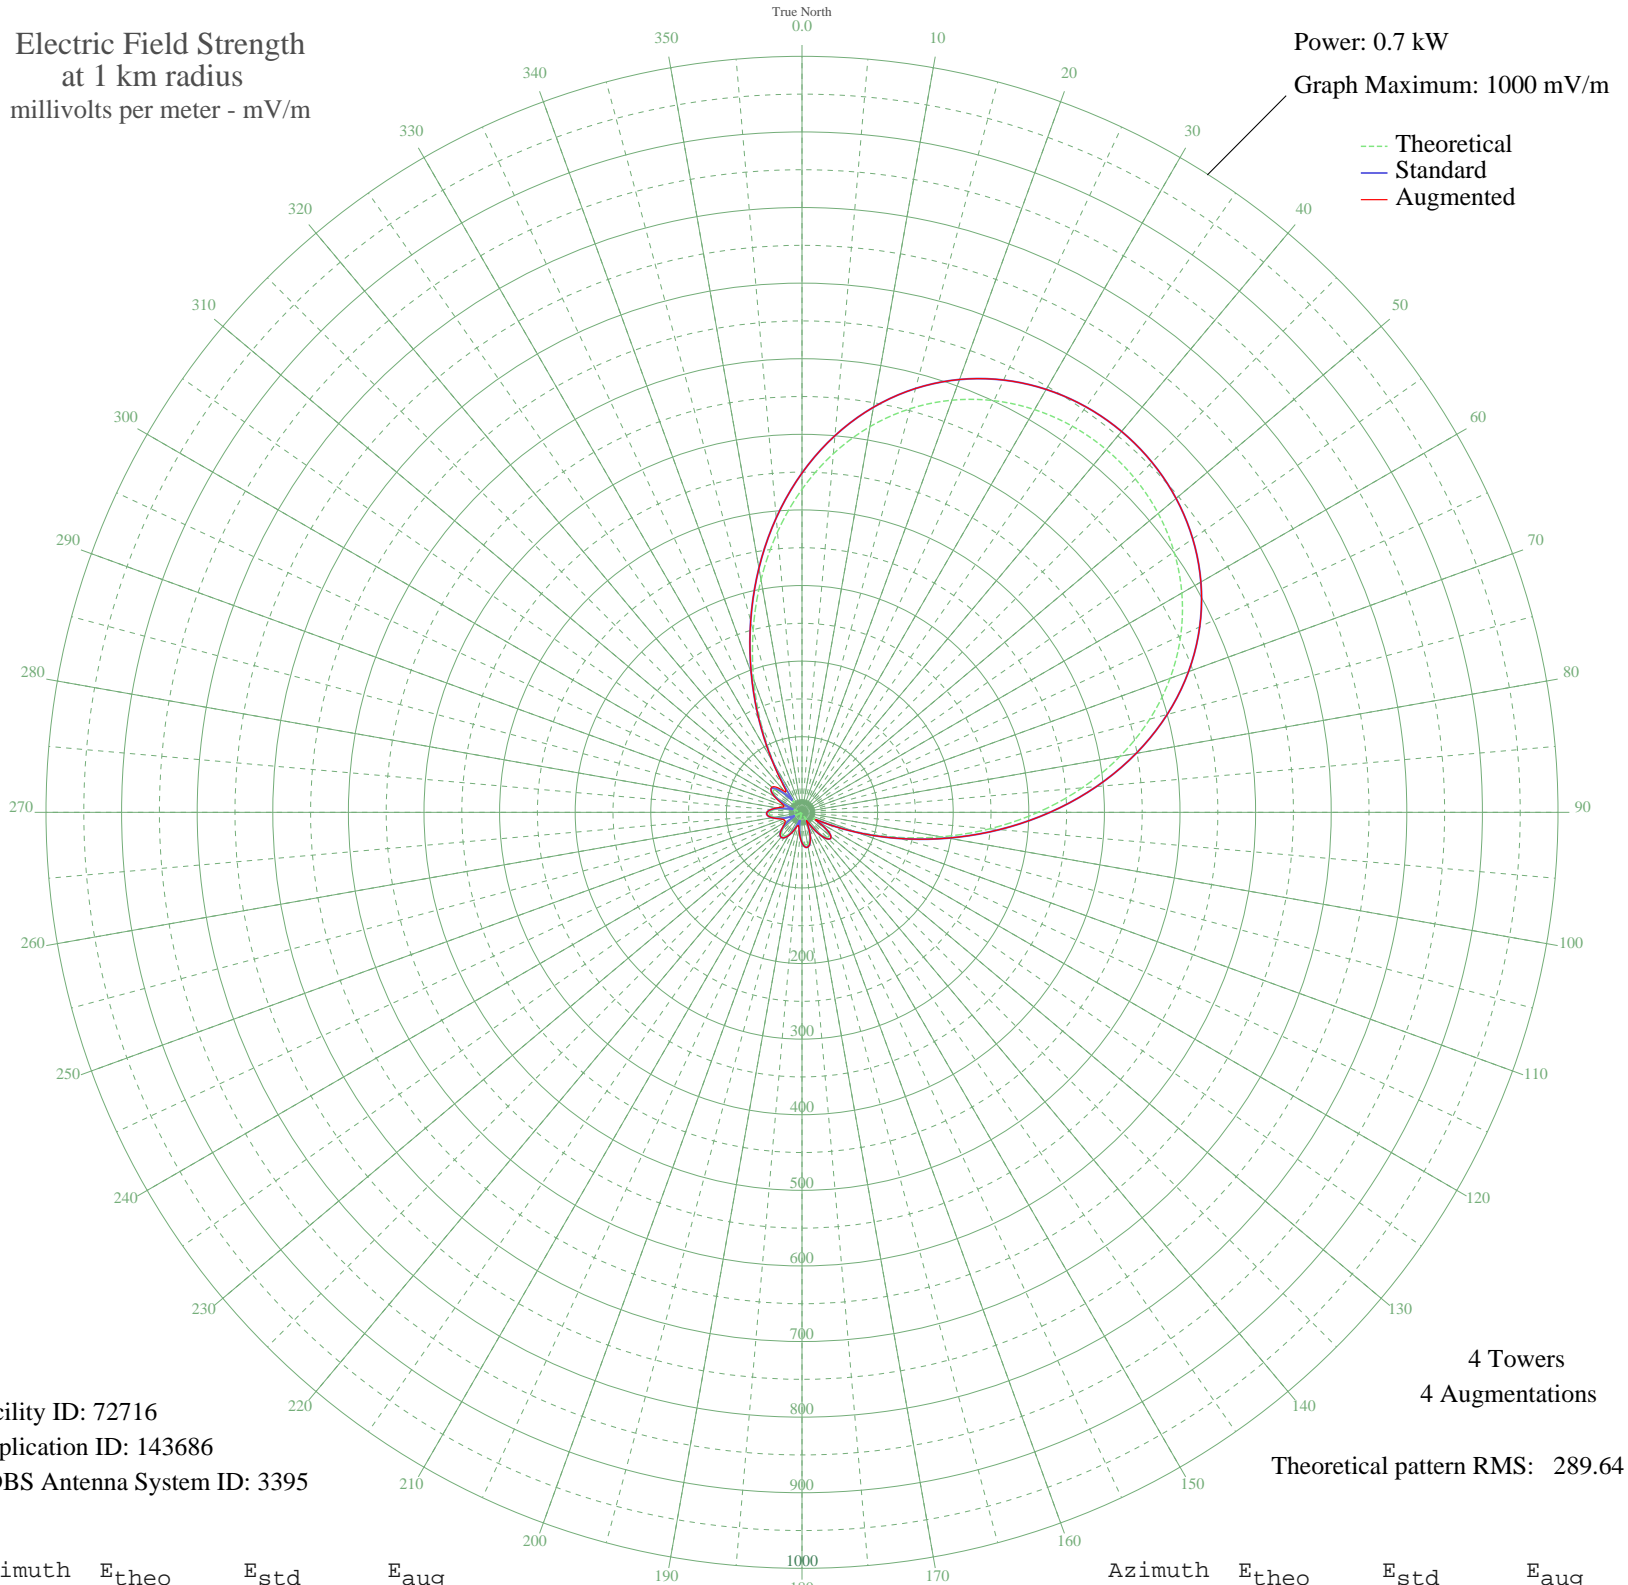 Electric Field Strength
at 1 km radius
millivolts per meter - mV/m
True North
0.0
Power: 0.7 kW
Graph Maximum: 1000 mV/m
Theoretical
Standard
Augmented
10
20
30
40
50
60
70
80
90
100
110
120
130
140
150
160
170
190
200
210
220
230
240
250
260
270
280
290
300
310
320
330
340
350
200
300
400
500
600
700
800
900
1000
4 Towers
4 Augmentations
Theoretical pattern RMS: 289.64
cility ID: 72716
plication ID: 143686
DBS Antenna System ID: 3395
imuth Etheo Estd Eaug
Azimuth Etheo Estd Eaug